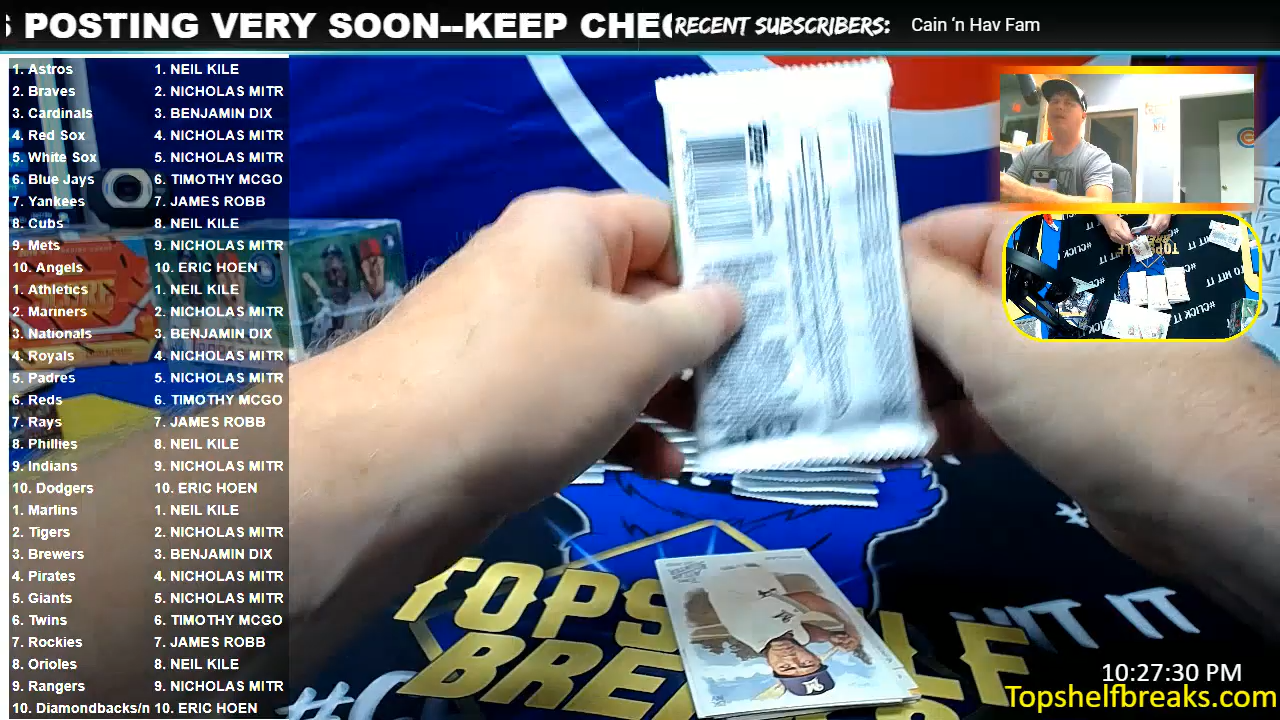 S POSTING VERY SOON--KEEP CHEC
RECENT SUBSCRIBERS: Cain 'n Hav Fam
1. Astros 1. NEIL KILE
2. Braves 2. NICHOLAS MITR
3. Cardinals 3. BENJAMIN DIX
4. Red Sox 4. NICHOLAS MITR
5. White Sox 5. NICHOLAS MITR
6. Blue Jays 6. TIMOTHY MCGO
7. Yankees 7. JAMES ROBB
8. Cubs 8. NEIL KILE
9. Mets 9. NICHOLAS MITR
10. Angels 10. ERIC HOEN
1. Athletics 1. NEIL KILE
2. Mariners 2. NICHOLAS MITR
3. Nationals 3. BENJAMIN DIX
4. Royals 4. NICHOLAS MITR
5. Padres 5. NICHOLAS MITR
6. Reds 6. TIMOTHY MCGO
7. Rays 7. JAMES ROBB
8. Phillies 8. NEIL KILE
9. Indians 9. NICHOLAS MITR
10. Dodgers 10. ERIC HOEN
1. Marlins 1. NEIL KILE
2. Tigers 2. NICHOLAS MITR
3. Brewers 3. BENJAMIN DIX
4. Pirates 4. NICHOLAS MITR
5. Giants 5. NICHOLAS MITR
6. Twins 6. TIMOTHY MCGO
7. Rockies 7. JAMES ROBB
8. Orioles 8. NEIL KILE
9. Rangers 9. NICHOLAS MITR
10. Diamondbacks/n 10. ERIC HOEN
HIT IT
10:27:30 PM
Topshelfbreaks.com